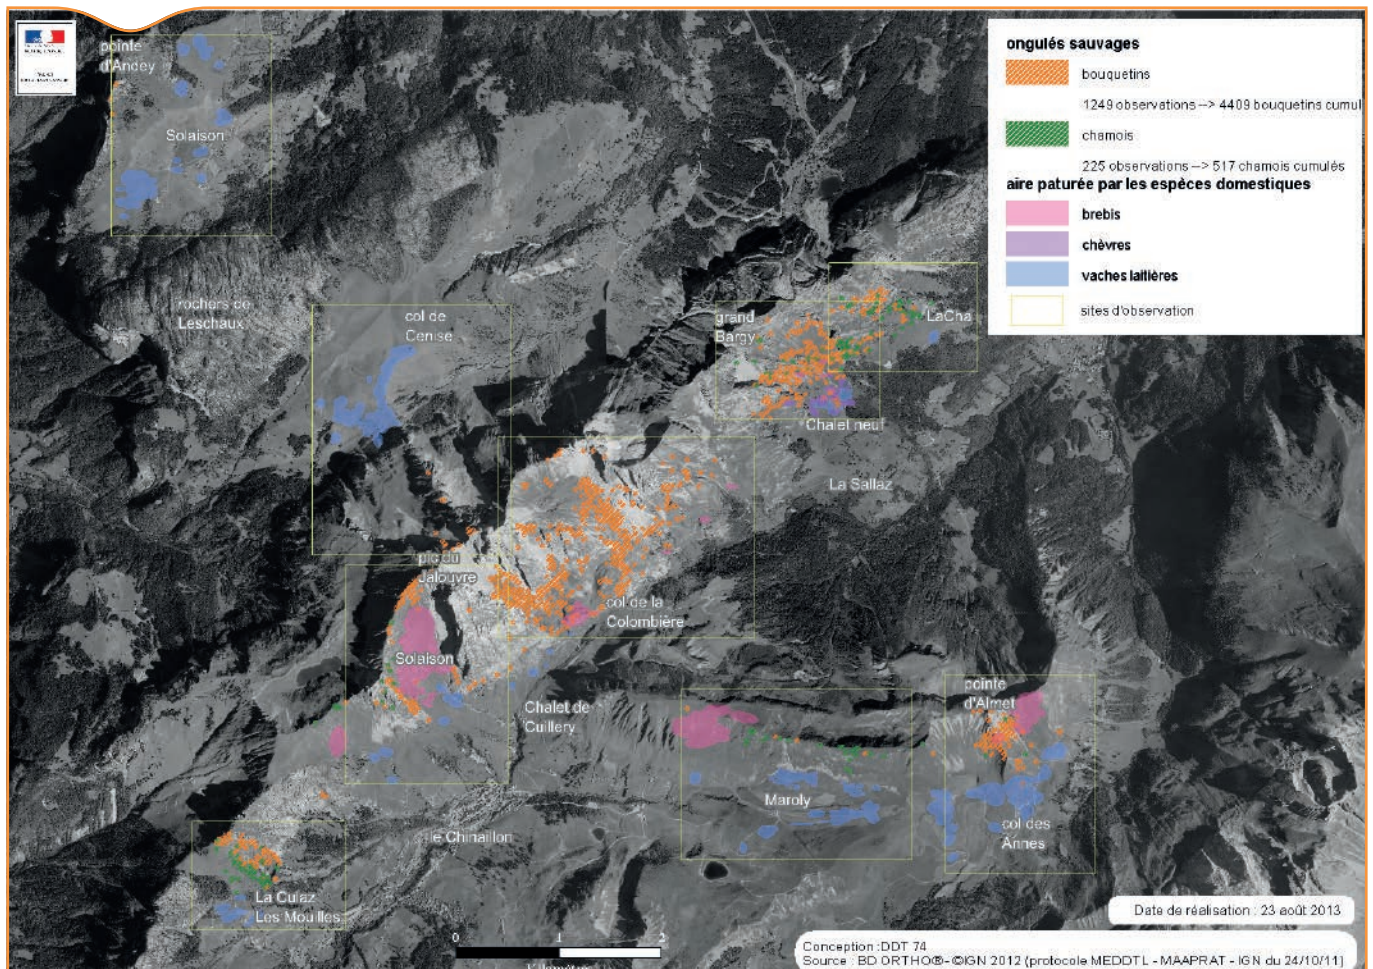 pointe
d'Andey
Solaison
rochers de
Leschaux
col de
Cenise
grand
Bargy
LaCha
Chalet neuf
La Sallaz
pic du
Jalouvre
col de la
Colombière
Solaison
Chalet de
Cuillery
pointe
d'Almet
Maroly
col des
Annes
le Chinaillon
La Culaz
Les Mouilles
ongulés sauvages
bouquetins
1249 observations --> 4409 bouquetins cumul
chamois
225 observations --> 517 chamois cumulés
aire paturée par les espèces domestiques
brebis
chèvres
vaches laitières
sites d'observation
0 1 2
Kilomètre
Date de réalisation : 23 août 2013
Conception :DDT 74
Source : BD ORTHO®- ©IGN 2012 (protocole MEDDTL - MAAPRAT - IGN du 24/10/11)